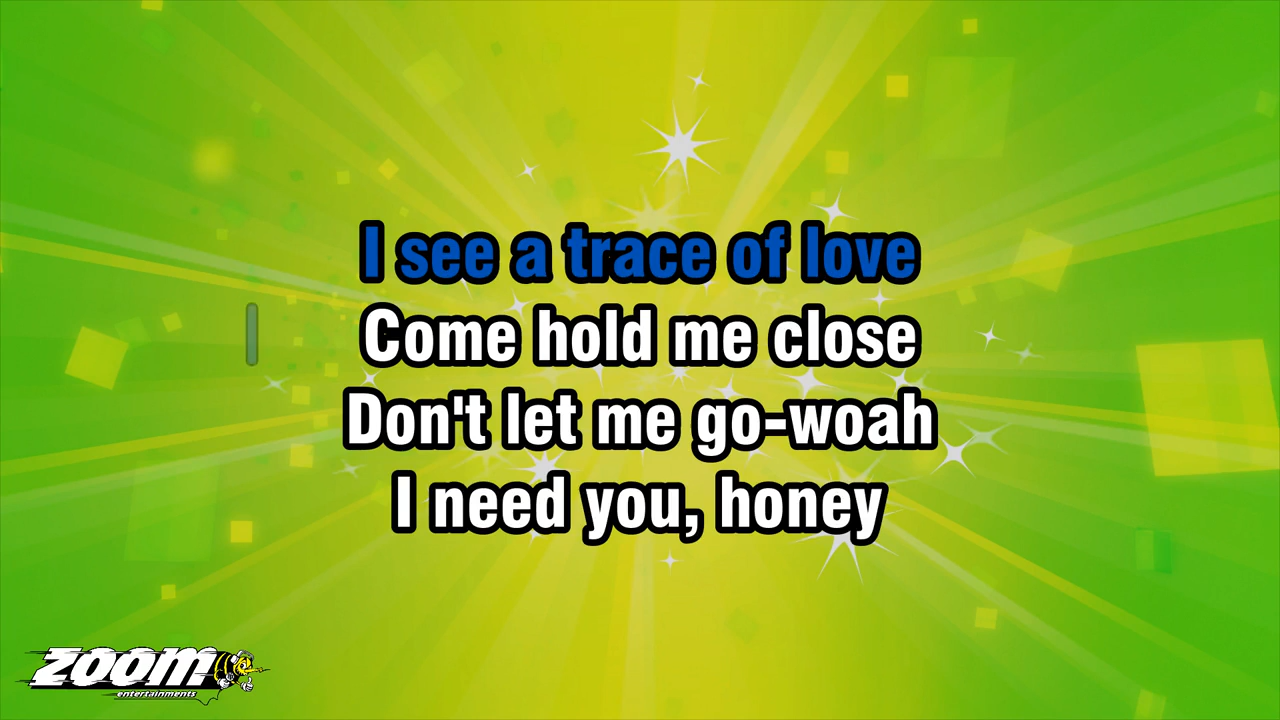 I see a trace of love
Come hold me close
Don't let me go-woah
I need you, honey
zoom
entertainments